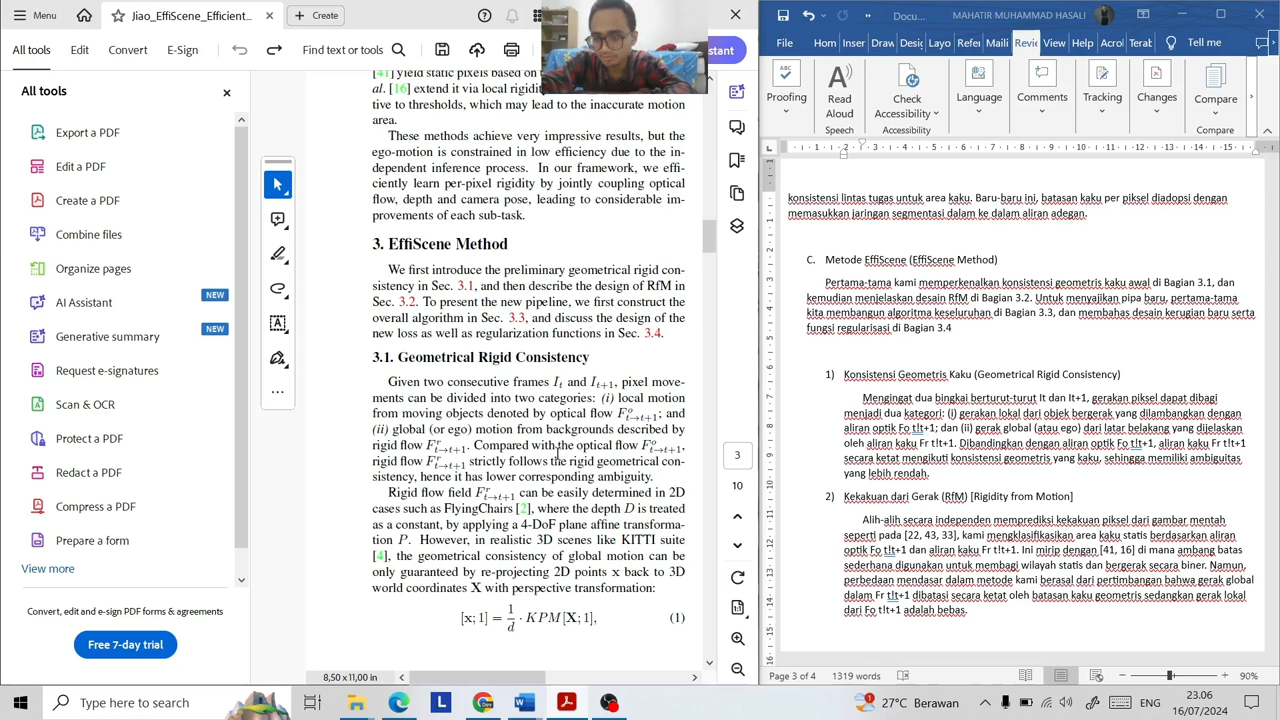 Menu
Jiao_EffiScene_Efficient...
Create
All tools
Edit
Convert
E-Sign
Find text or tools
stant
All tools
Export a PDF
Edit a PDF
Create a PDF
Combine files
Organize pages
AI Assistant
NEW
Generative summary
NEW
Request e-signatures
Scan & OCR
Protect a PDF
Redact a PDF
Compress a PDF
Prepare a form
View more
Convert, edit and e-sign PDF forms & agreements
Free 7-day trial
[41] yield static pixels based on
al. [16] extend it via local rigidity
tive to thresholds, which may lead to the inaccurate motion
area.
These methods achieve very impressive results, but the
ego-motion is constrained in low efficiency due to the in-
dependent inference process. In our framework, we effi-
ciently learn per-pixel rigidity by jointly coupling optical
flow, depth and camera pose, leading to considerable im-
provements of each sub-task.
3. EffiScene Method
We first introduce the preliminary geometrical rigid con-
sistency in Sec. 3.1, and then describe the design of RfM in
Sec. 3.2. To present the new pipeline, we first construct the
overall algorithm in Sec. 3.3, and discuss the design of the
new loss as well as regularization functions in Sec. 3.4.
3.1. Geometrical Rigid Consistency
Given two consecutive frames It and It+1, pixel move-
ments can be divided into two categories: (i) local motion
from moving objects denoted by optical flow F^o_t→t+1; and
(ii) global (or ego) motion from backgrounds described by
rigid flow F^r_t→t+1. Compared with the optical flow F^o_t→t+1,
rigid flow F^r_t→t+1 strictly follows the rigid geometrical con-
sistency, hence it has lower corresponding ambiguity.
Rigid flow field F^r_t→t+1 can be easily determined in 2D
cases such as FlyingChairs [2], where the depth D is treated
as a constant, by applying a 4-DoF plane affine transforma-
tion P. However, in realistic 3D scenes like KITTI suite
[4], the geometrical consistency of global motion can be
only guaranteed by re-projecting 2D points x back to 3D
world coordinates X with perspective transformation:
[x; 1] = 1/d · KPM[X; 1], (1)
8,50 x 11,00 in
3
10
Docu...
MAHATIR MUHAMMAD HASALI
File
Hom
Inser
Draw
Desig
Layo
Refer
Maili
Revie
Help
Acrol
Terat
Tell me
Proofing
Read
Aloud
Speech
Check
Accessibility
Accessibility
Language
Comments
Tracking
Changes
Compare
Compare
konsistensi lintas tugas untuk area kaku. Baru-baru ini, batasan kaku per piksel diadopsi dengan
memasukkan jaringan segmentasi dalam ke dalam aliran adegan.
C. Metode EffiScene (EffiScene Method)
Pertama-tama kami memperkenalkan konsistensi geometris kaku awal di Bagian 3.1, dan
kemudian menjelaskan desain RfM di Bagian 3.2. Untuk menyajikan pipa baru, pertama-tama
kita membangun algoritma keseluruhan di Bagian 3.3, dan membahas desain kerugian baru serta
fungsi regularisasi di Bagian 3.4
1) Konsistensi Geometris Kaku (Geometrical Rigid Consistency)
Mengingat dua bingkai berturut-turut It dan It+1, gerakan piksel dapat dibagi
menjadi dua kategori: (i) gerakan lokal dari objek bergerak yang dilambangkan dengan
aliran optik Fo t!t+1; dan (ii) gerak global (atau ego) dari latar belakang yang dijelaskan
oleh aliran kaku Fr t!t+1. Dibandingkan dengan aliran optik Fo t!t+1, aliran kaku Fr t!t+1
secara ketat mengikuti konsistensi geometris yang kaku, sehingga memiliki ambiguitas
yang lebih rendah.
2) Kekakuan dari Gerak (RfM) [Rigidity from Motion]
Alih-alih secara independen memprediksi kekakuan piksel dari gambar mentah
seperti pada [22, 43, 33], kami mengklasifikasikan area kaku statis berdasarkan aliran
optik Fo t!t+1 dan aliran kaku Fr t!t+1. Ini mirip dengan [41, 16] di mana ambang batas
sederhana digunakan untuk membagi wilayah statis dan bergerak secara biner. Namun,
perbedaan mendasar dalam metode kami berasal dari pertimbangan bahwa gerak global
dalam Fr t!t+1 dibatasi secara ketat oleh batasan kaku geometris sedangkan gerak lokal
dari Fo t!t+1 adalah bebas.
Page 3 of 4
1319 words
90%
Type here to search
27°C Berawan
ENG
23.06
16/07/2024